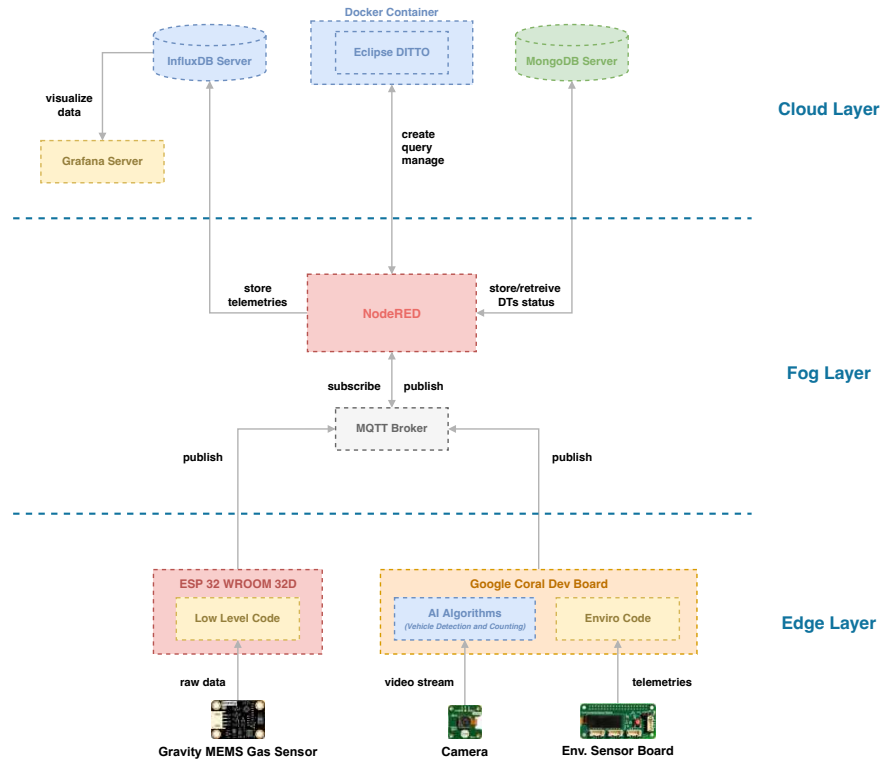 Docker Container
InfluxDB Server
Eclipse DITTO
MongoDB Server
visualize
data
Grafana Server
create
query
manage
Cloud Layer
store
telemetries
NodeRED
store/retreive
DTs status
Fog Layer
subscribe
publish
MQTT Broker
publish
publish
ESP 32 WROOM 32D
Low Level Code
Google Coral Dev Board
AI Algorithms
(Vehicle Detection and Counting)
Enviro Code
Edge Layer
raw data
video stream
telemetries
Gravity MEMS Gas Sensor
Camera
Env. Sensor Board